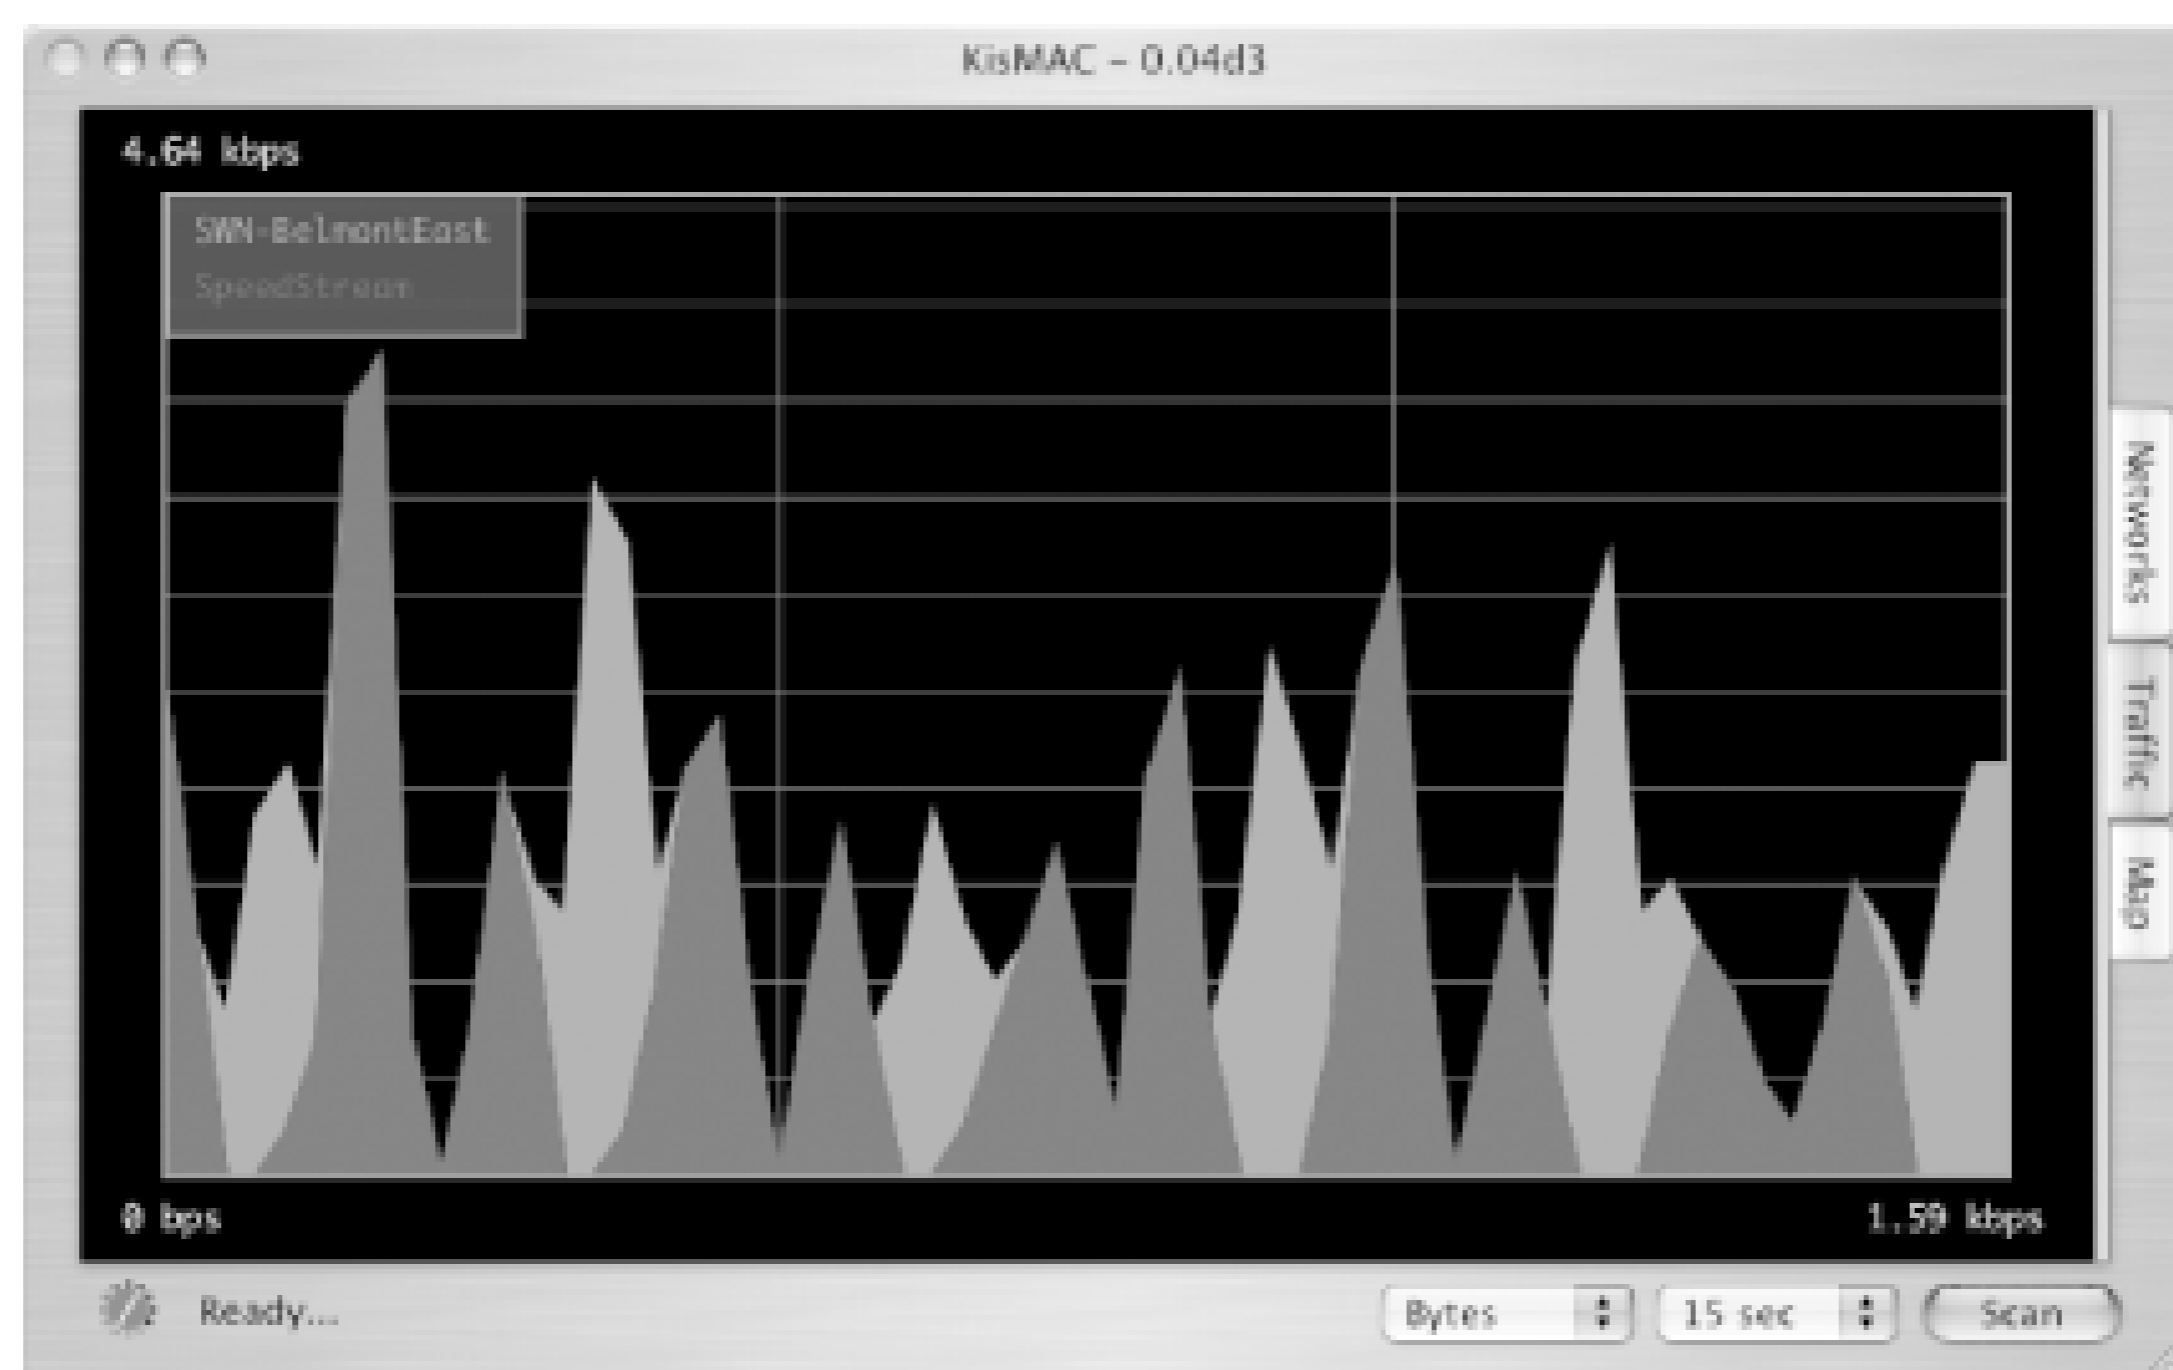 KisMAC – 0.04d3
4.64 kbps
SWN-BelmontEast
SpeedStream
Networks
Traffic
Map
0 bps
1.59 kbps
Ready...
Bytes
15 sec
Scan